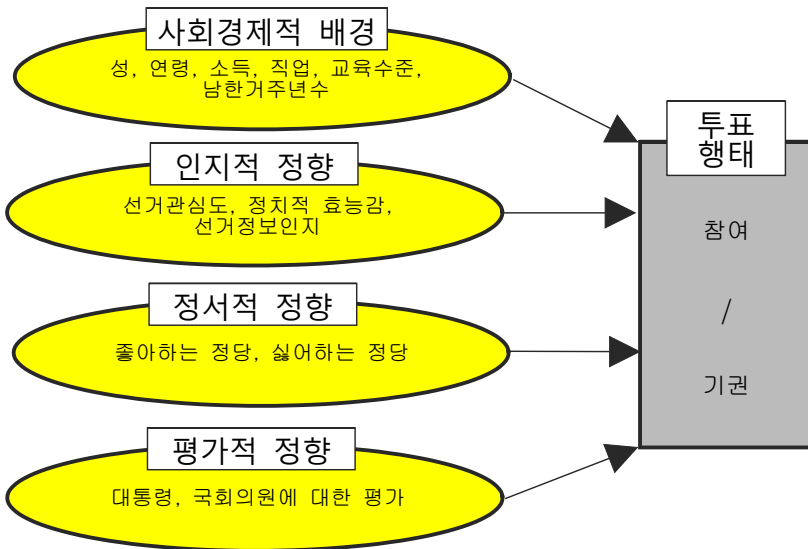 사회경제적 배경
성, 연령, 소득, 직업, 교육수준,
남한거주년수
인지적 정향
선거관심도, 정치적 효능감,
선거정보인지
정서적 정향
좋아하는 정당, 싫어하는 정당
평가적 정향
대통령, 국회의원에 대한 평가
투표
행태
참여
/
기권